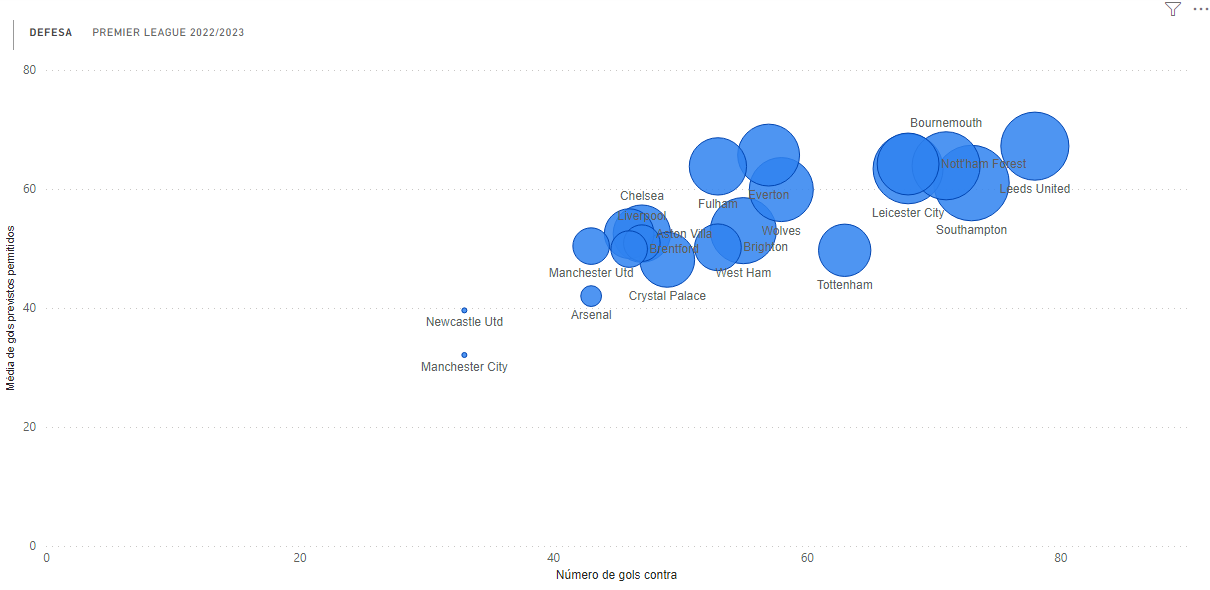 DEFESA PREMIER LEAGUE 2022/2023
80
60
40
20
0
Média de gols previstos permitidos
Bournemouth
Nott'ham Forest
Leeds United
Fulham
Everton
Chelsea
Leicester City
Liverpool
Southampton
Wolves
Aston Villa
Brentford
Brighton
Manchester Utd
West Ham
Tottenham
Crystal Palace
Arsenal
Newcastle Utd
Manchester City
0 20 40 60 80
Número de gols contra